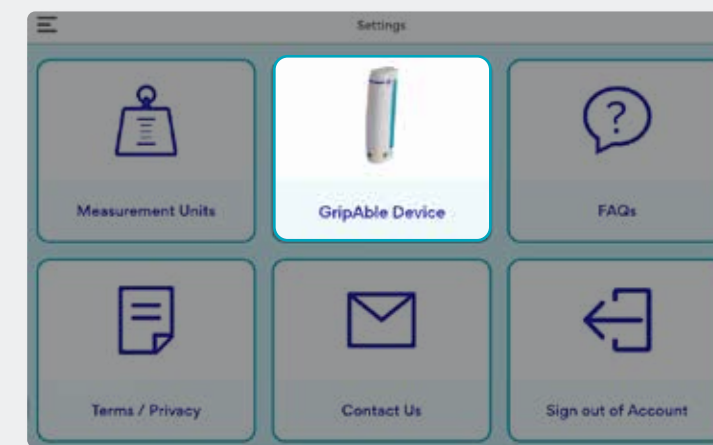 Settings
Measurement Units
GripAble Device
FAQs
Terms / Privacy
Contact Us
Sign out of Account